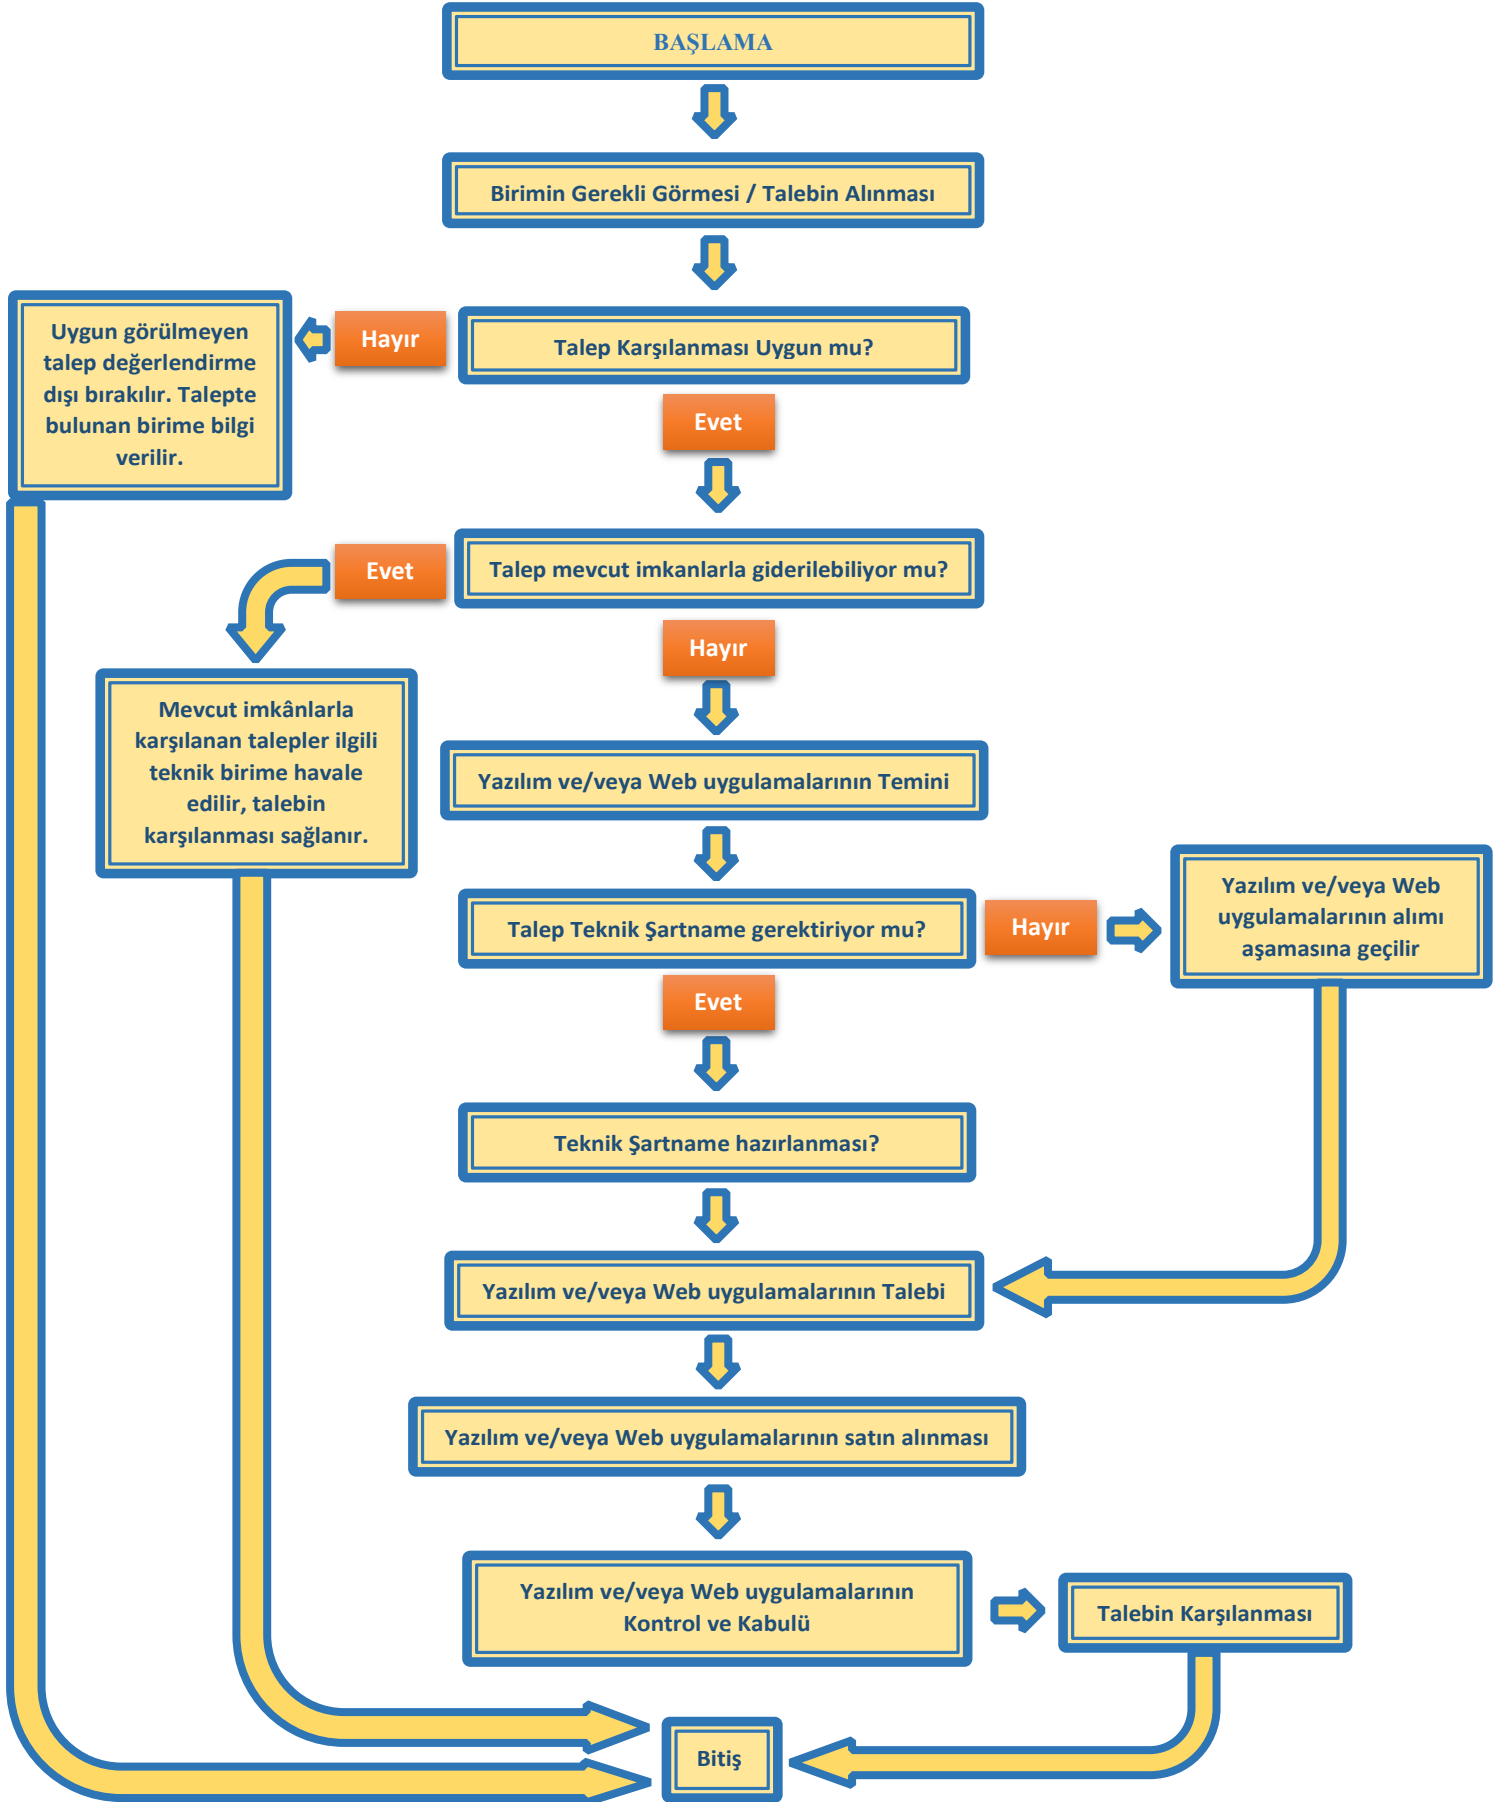 BAŞLAMA
Birimin Gerekli Görmesi / Talebin Alınması
Uygun görülmeyen
talep değerlendirme
dışı bırakılır. Talepte
bulunan birime bilgi
verilir.
Hayır
Talep Karşılanması Uygun mu?
Evet
Evet
Talep mevcut imkanlarla giderilebiliyor mu?
Hayır
Mevcut imkânlarla
karşılanan talepler ilgili
teknik birime havale
edilir, talebin
karşılanması sağlanır.
Yazılım ve/veya Web uygulamalarının Temini
Talep Teknik Şartname gerektiriyor mu?
Hayır
Yazılım ve/veya Web
uygulamalarının alımı
aşamasına geçilir
Evet
Teknik Şartname hazırlanması?
Yazılım ve/veya Web uygulamalarının Talebi
Yazılım ve/veya Web uygulamalarının satın alınması
Yazılım ve/veya Web uygulamalarının
Kontrol ve Kabulü
Talebin Karşılanması
Bitiş